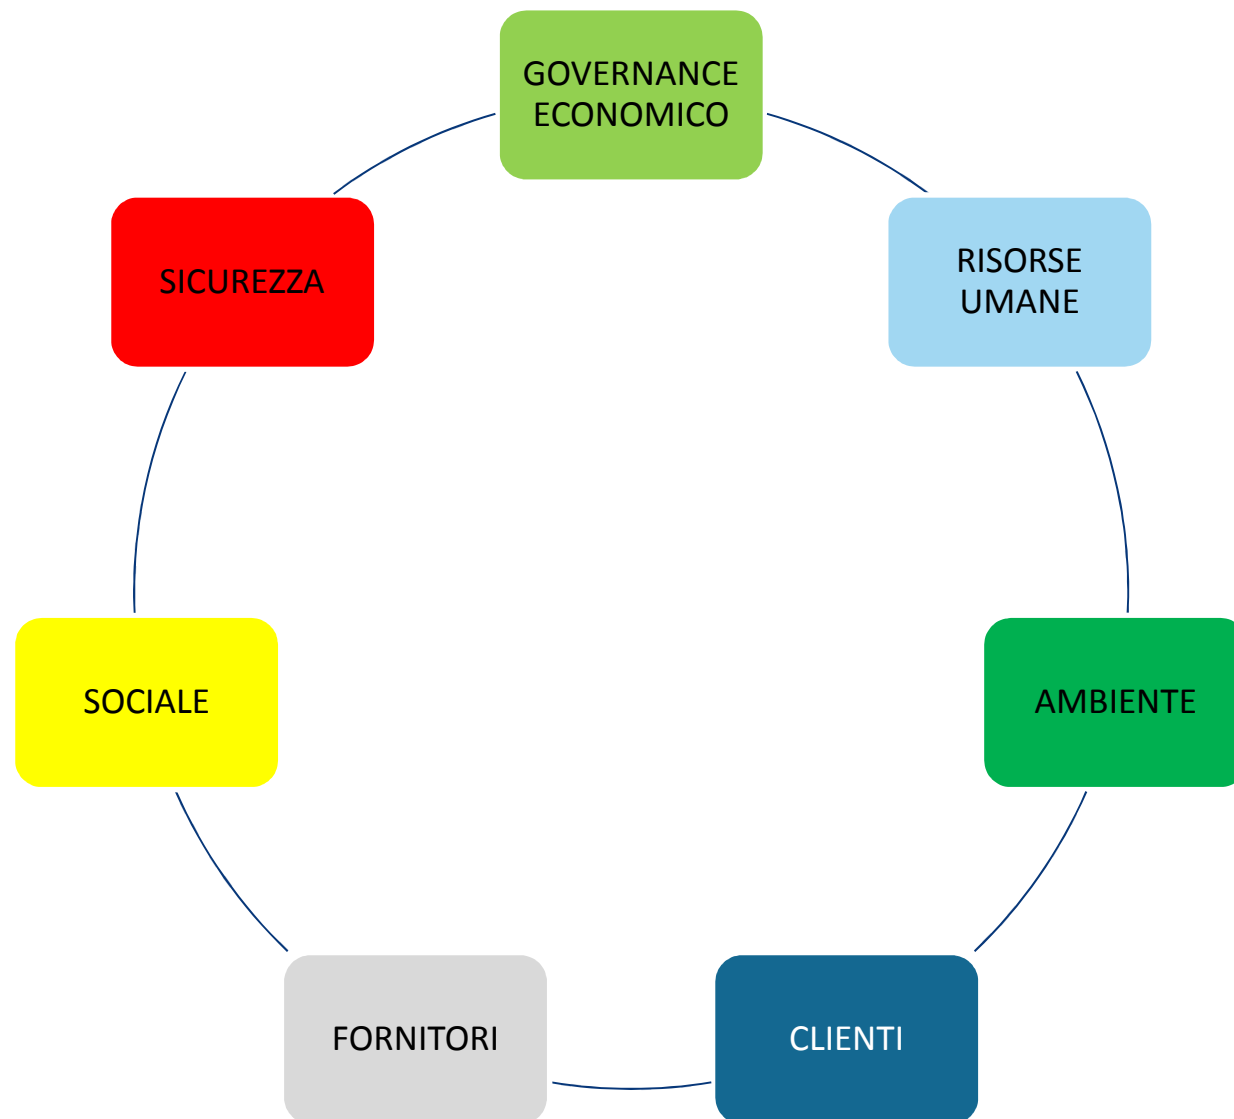 GOVERNANCE
ECONOMICO
RISORSE
UMANE
AMBIENTE
CLIENTI
FORNITORI
SOCIALE
SICUREZZA